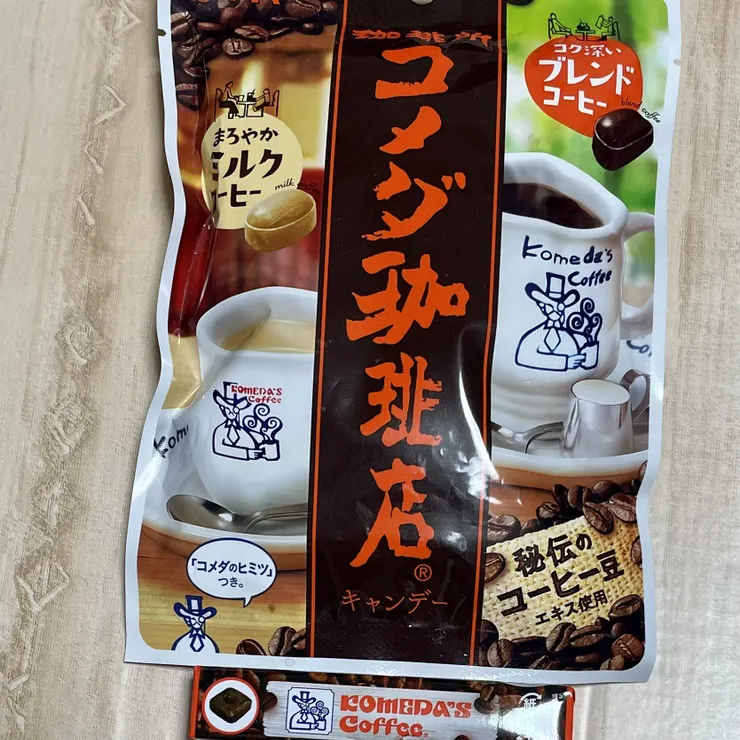 珈琲所
コメダ珈琲店®
キャンデー
まろやか
ミルク
コーヒー
milk
コク深い
ブレンド
コーヒー
blend coffee
Komeda's
Coffee
KOMEDA'S
Coffee
Kome
「コメダのヒミツ」
つき。
秘伝の
コーヒー豆
エキス使用
KOMEDA'S
Coffee®
紙